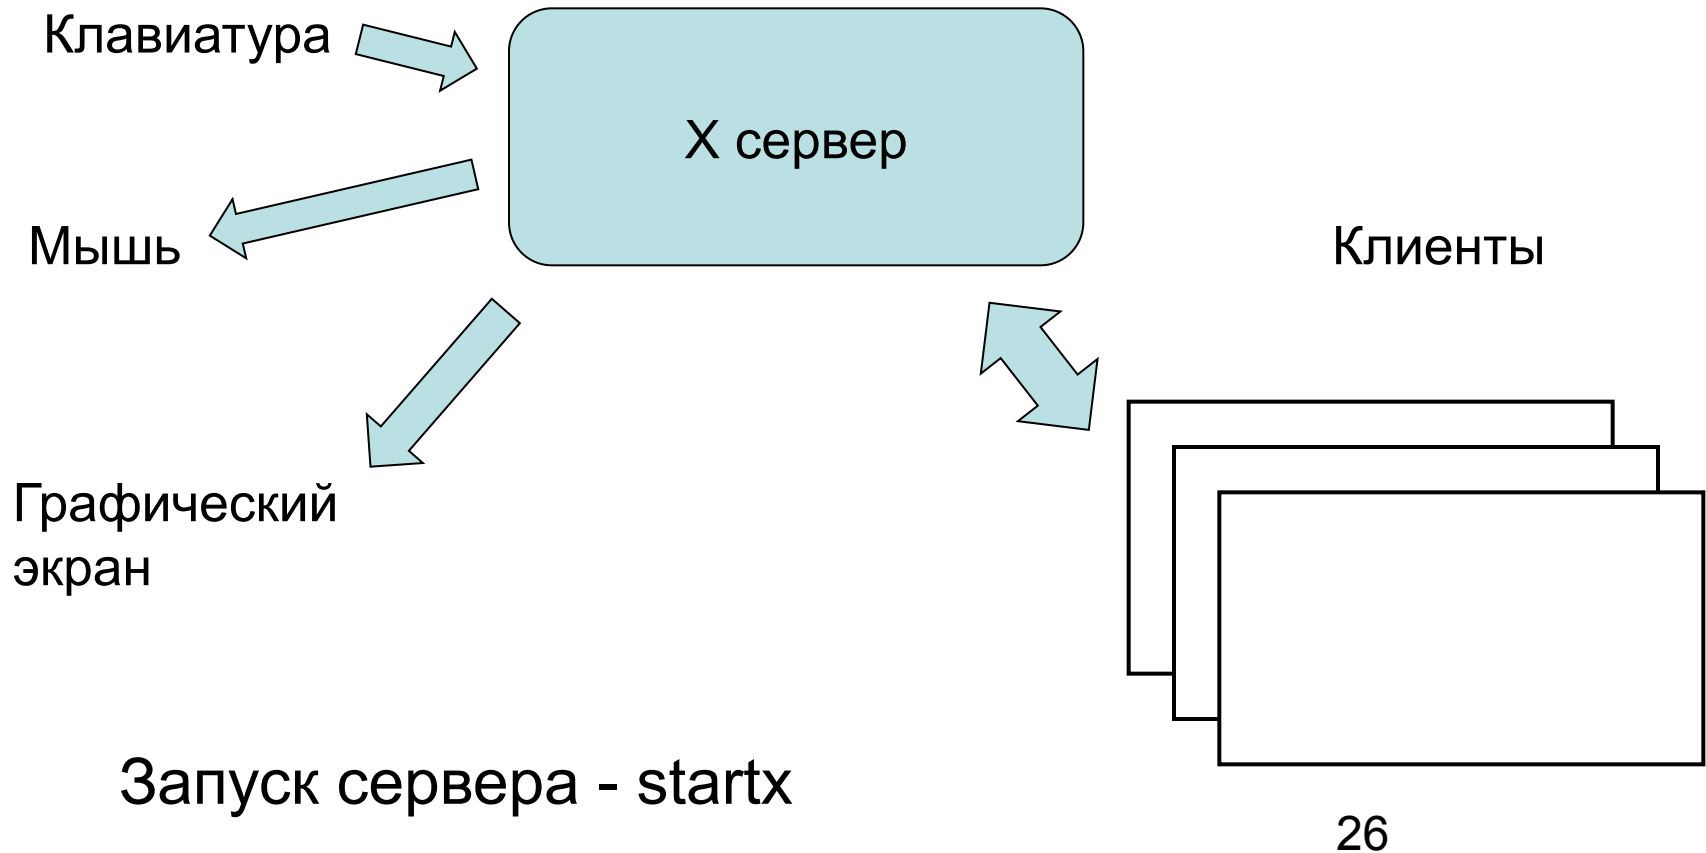 Клавиатура
X сервер
Мышь
Клиенты
Графический
экран
Запуск сервера - startx
26